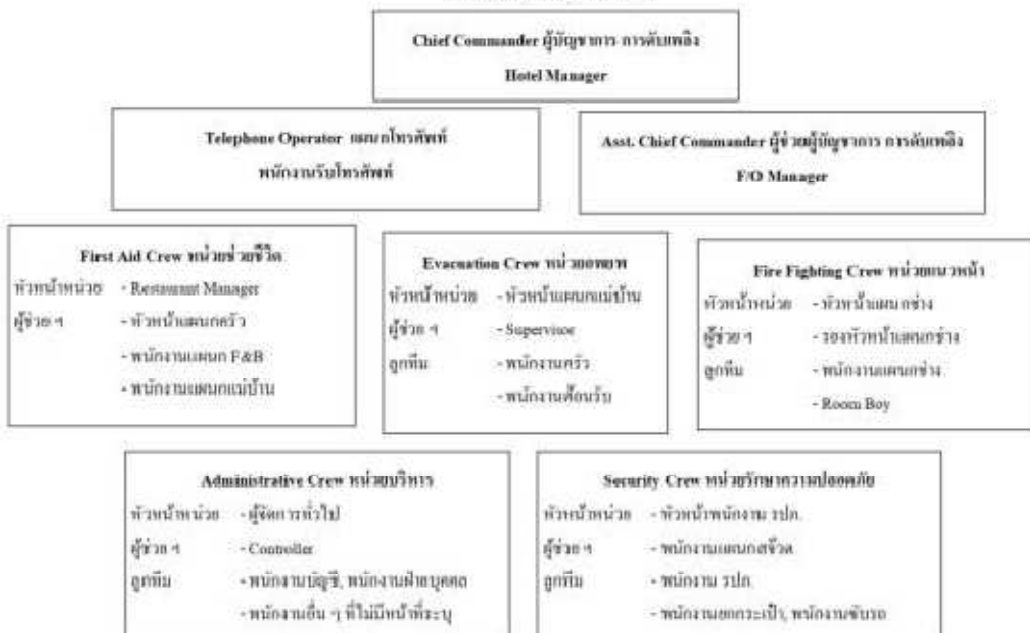 Chief Commander ผู้บัญชาการ การดับเพลิง
Hotel Manager
Telephone Operator แผนกโทรศัพท์
พนักงานรับโทรศัพท์
Asst. Chief Commander ผู้ช่วยผู้บัญชาการ การดับเพลิง
F/O Manager
First Aid Crew หน่วยช่วยชีวิต
หัวหน้าหน่วย - Restaurant Manager
ผู้ช่วย ฯ - หัวหน้าแผนกครัว
- พนักงานแผนก F&B
- พนักงานแผนกแม่บ้าน
Evacuation Crew หน่วยอพยพ
หัวหน้าหน่วย - หัวหน้าแผนกแม่บ้าน
ผู้ช่วย ฯ - Supervisor
ลูกทีม - พนักงานครัว
- พนักงานต้อนรับ
Fire Fighting Crew หน่วยแนวหน้า
หัวหน้าหน่วย - หัวหน้าแผนกช่าง
ผู้ช่วย ฯ - รองหัวหน้าแผนกช่าง
ลูกทีม - พนักงานแผนกช่าง
- Room Boy
Administrative Crew หน่วยบริหาร
หัวหน้าหน่วย - ผู้จัดการทั่วไป
ผู้ช่วย ฯ - Controller
ลูกทีม - พนักงานบัญชี, พนักงานฝ่ายบุคคล
- พนักงานอื่น ๆ ที่ไม่มีหน้าที่ระบุ
Security Crew หน่วยรักษาความปลอดภัย
หัวหน้าหน่วย - หัวหน้าพนักงาน รปภ.
ผู้ช่วย ฯ - พนักงานแผนกสจ๊วต
ลูกทีม - พนักงาน รปภ.
- พนักงานยกกระเป๋า, พนักงานขับรถ